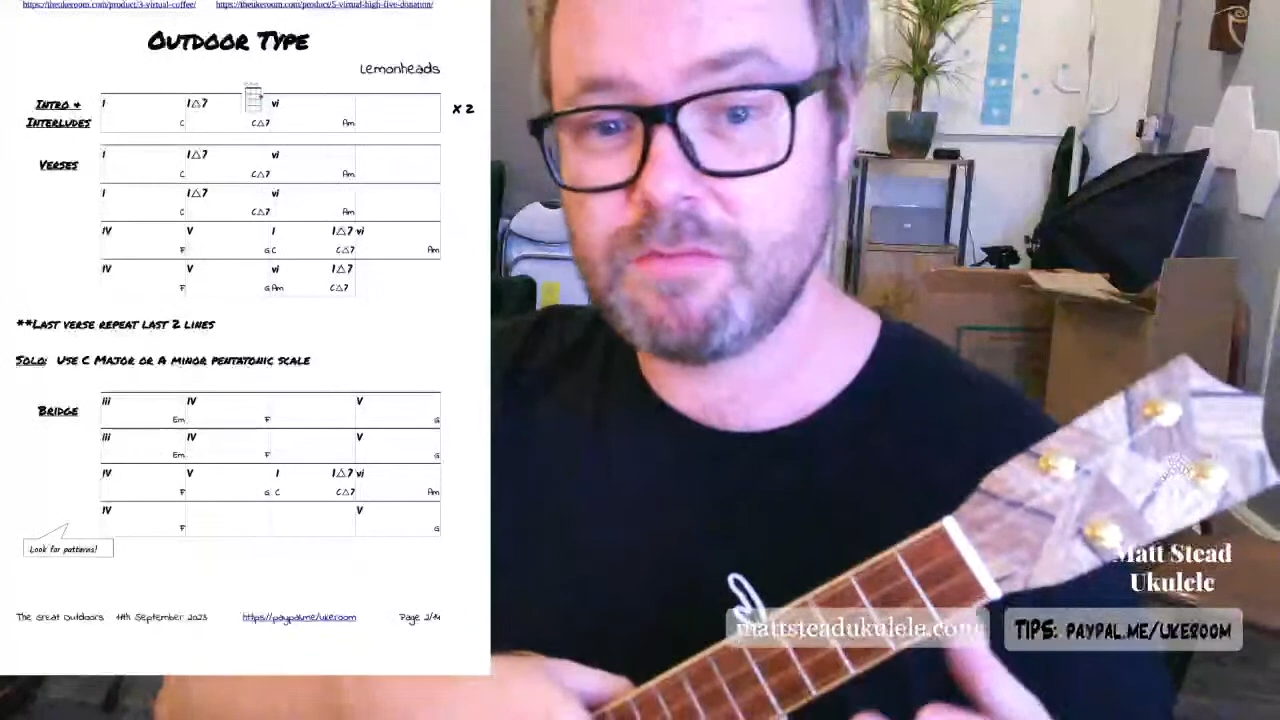 https://theukeroom.com/product/3-virtual-coffee/ https://theukeroom.com/product/5-virtual-high-five-donation/
Outdoor Type
Lemonheads
Intro +
Interludes
I I△7 vi
C C△7 Am
X 2
Verses
I I△7 vi
C C△7 Am
I I△7 vi
C C△7 Am
IV V I I△7 vi
F G C C△7 Am
IV V vi I△7
F G Am C△7
**Last verse repeat last 2 lines
Solo: Use C Major or A minor pentatonic scale
Bridge
iii IV V
Em F G
iii IV V
Em F G
IV V I I△7 vi
F G C C△7 Am
IV V
F G
Look for patterns!
The Great Outdoors 11th September 2023 https://paypal.me/ukeroom
Matt Stead
Ukulele
mattsteadukulele.com
TIPS: PAYPAL.ME/UKEROOM